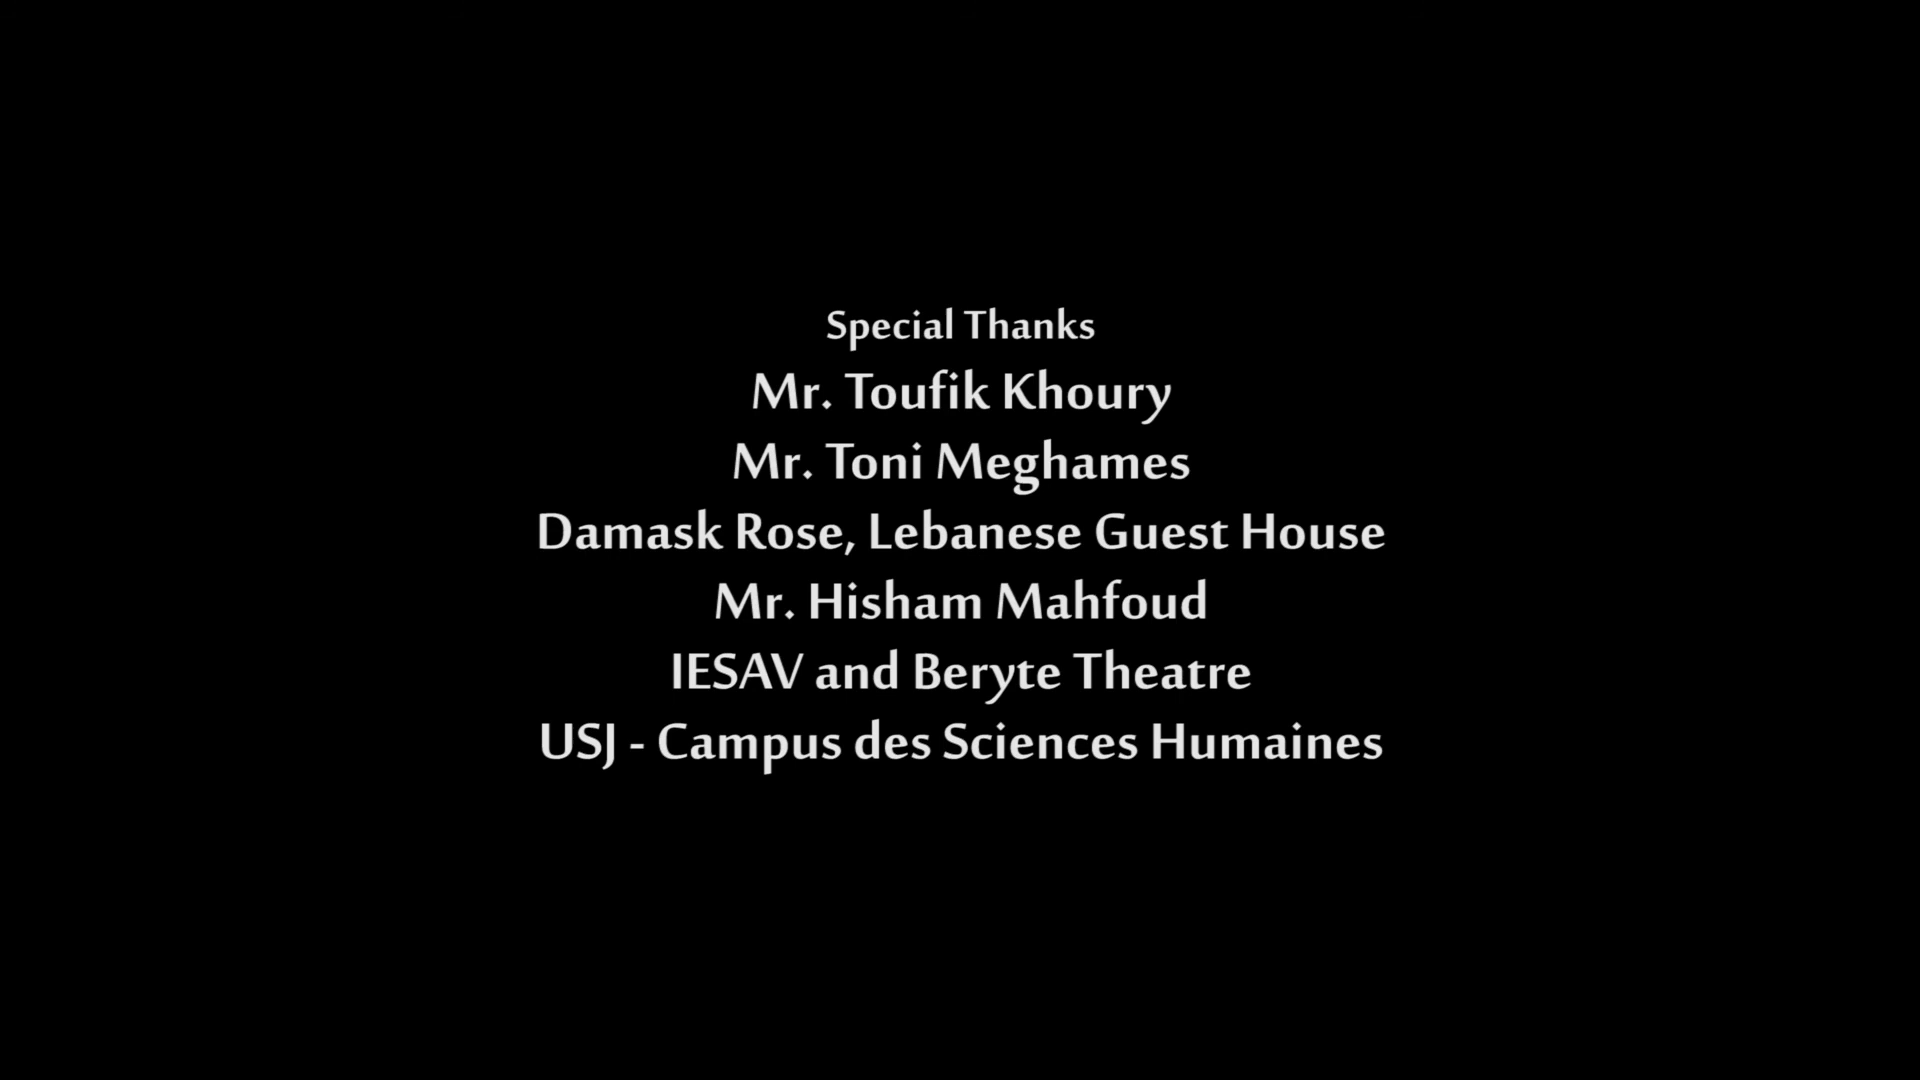 Special Thanks
Mr. Toufik Khoury
Mr. Toni Meghames
Damask Rose, Lebanese Guest House
Mr. Hisham Mahfoud
IESAV and Beryte Theatre
USJ - Campus des Sciences Humaines